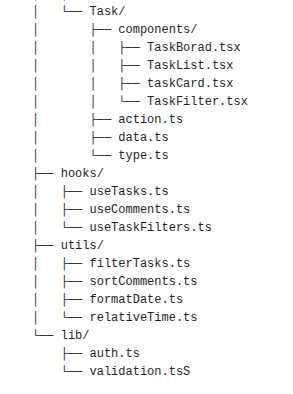 │   └── Task/
│       ├── components/
│       │   ├── TaskBorad.tsx
│       │   ├── TaskList.tsx
│       │   ├── taskCard.tsx
│       │   └── TaskFilter.tsx
│       ├── action.ts
│       ├── data.ts
│       └── type.ts
├── hooks/
│   ├── useTasks.ts
│   ├── useComments.ts
│   └── useTaskFilters.ts
├── utils/
│   ├── filterTasks.ts
│   ├── sortComments.ts
│   ├── formatDate.ts
│   └── relativeTime.ts
└── lib/
    ├── auth.ts
    └── validation.tsS